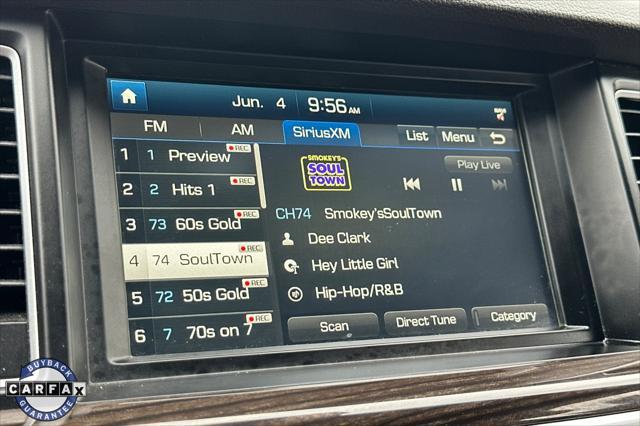 Jun. 4 9:56 AM
FM AM SiriusXM List Menu
1 1 Preview REC
2 2 Hits 1 REC
3 73 60s Gold REC
4 74 SoulTown REC
5 72 50s Gold REC
6 7 70s on 7 REC
SMOKEY'S
SOUL
TOWN
Play Live
CH74 Smokey'sSoulTown
Dee Clark
Hey Little Girl
Hip-Hop/R&B
Scan Direct Tune Category
BUYBACK
CARFAX
GUARANTEE